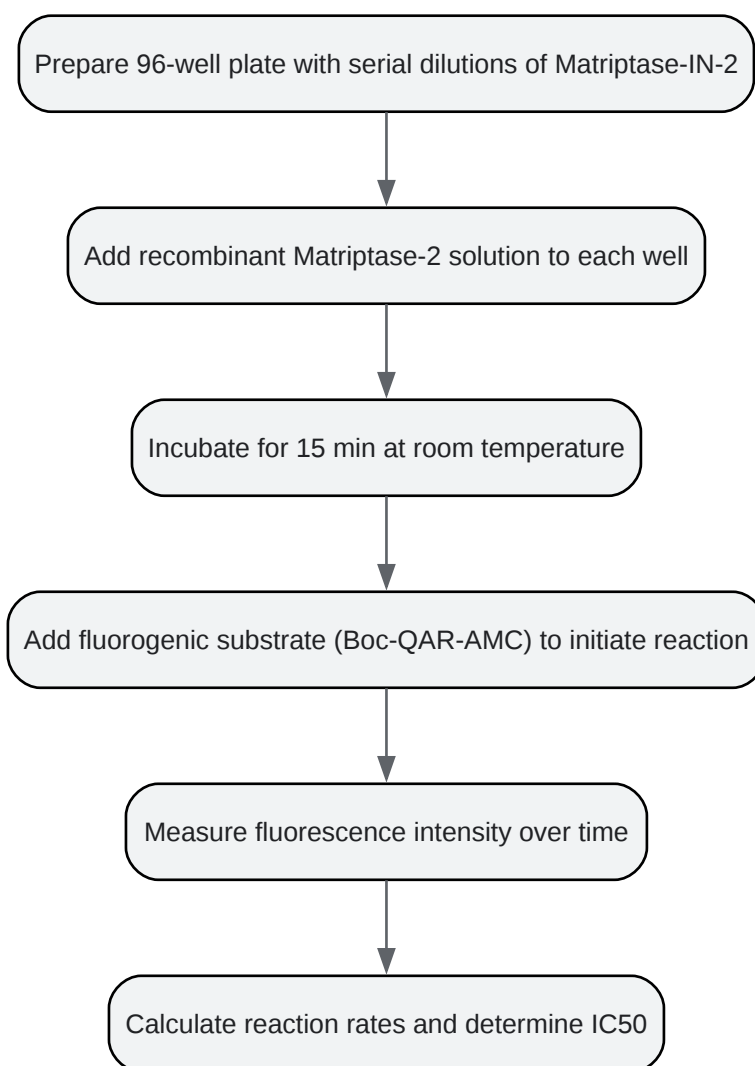 Prepare 96-well plate with serial dilutions of Matriptase-IN-2
Add recombinant Matriptase-2 solution to each well
Incubate for 15 min at room temperature
Add fluorogenic substrate (Boc-QAR-AMC) to initiate reaction
Measure fluorescence intensity over time
Calculate reaction rates and determine IC50